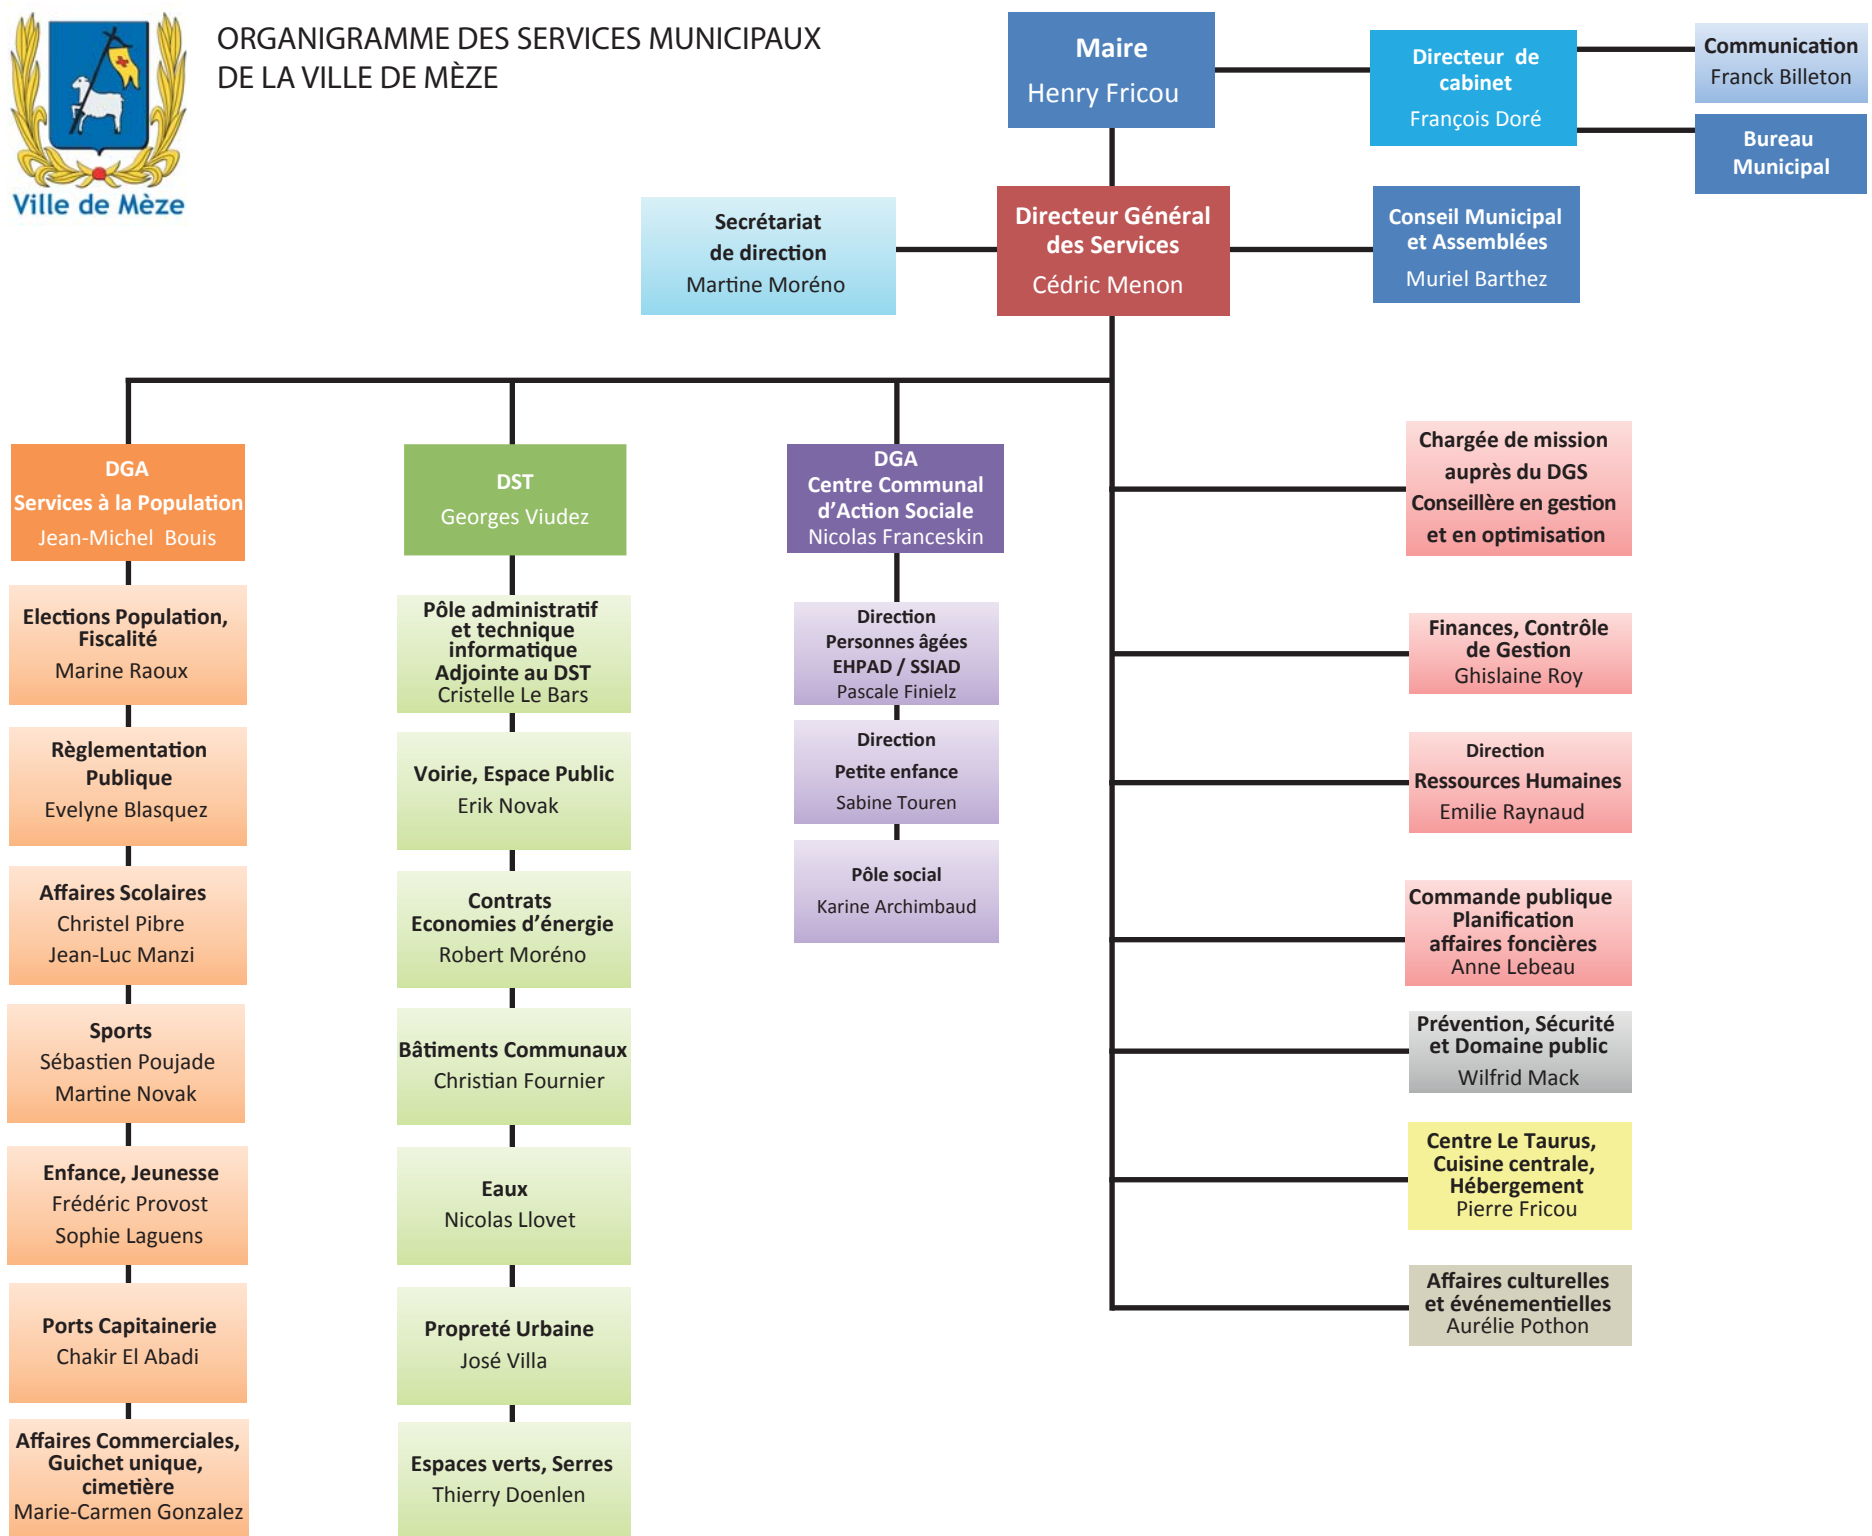 ORGANIGRAMME DES SERVICES MUNICIPAUX
DE LA VILLE DE MÈZE
Ville de Mèze
Maire
Henry Fricou
Directeur de
cabinet
François Doré
Communication
Franck Billeton
Bureau
Municipal
Secrétariat
de direction
Martine Moréno
Directeur Général
des Services
Cédric Menon
Conseil Municipal
et Assemblées
Muriel Barthez
DGA
Services à la Population
Jean-Michel Bouis
Elections Population,
Fiscalité
Marine Raoux
Règlementation
Publique
Evelyne Blasquez
Affaires Scolaires
Christel Pibre
Jean-Luc Manzi
Sports
Sébastien Poujade
Martine Novak
Enfance, Jeunesse
Frédéric Provost
Sophie Laguens
Ports Capitainerie
Chakir El Abadi
Affaires Commerciales,
Guichet unique,
cimetière
Marie-Carmen Gonzalez
DST
Georges Viudez
Pôle administratif
et technique
informatique
Adjointe au DST
Cristelle Le Bars
Voirie, Espace Public
Erik Novak
Contrats
Economies d’énergie
Robert Moréno
Bâtiments Communaux
Christian Fournier
Eaux
Nicolas Llovet
Propreté Urbaine
José Villa
Espaces verts, Serres
Thierry Doenlen
DGA
Centre Communal
d’Action Sociale
Nicolas Franceskin
Direction
Personnes âgées
EHPAD / SSIAD
Pascale Finielz
Direction
Petite enfance
Sabine Touren
Pôle social
Karine Archimbaud
Chargée de mission
auprès du DGS
Conseillère en gestion
et en optimisation
Finances, Contrôle
de Gestion
Ghislaine Roy
Direction
Ressources Humaines
Emilie Raynaud
Commande publique
Planification
affaires foncières
Anne Lebeau
Prévention, Sécurité
et Domaine public
Wilfrid Mack
Centre Le Taurus,
Cuisine centrale,
Hébergement
Pierre Fricou
Affaires culturelles
et événementielles
Aurélie Pothon